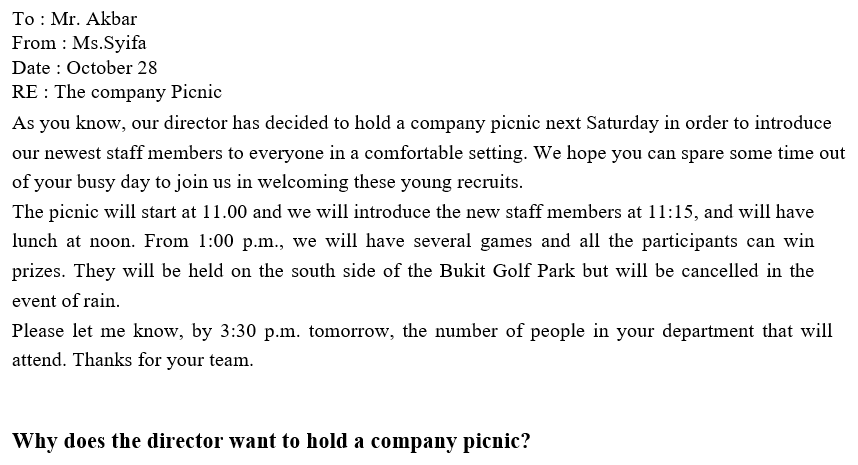 To : Mr. Akbar
From : Ms.Syifa
Date : October 28
RE : The company Picnic
As you know, our director has decided to hold a company picnic next Saturday in order to introduce
our newest staff members to everyone in a comfortable setting. We hope you can spare some time out
of your busy day to join us in welcoming these young recruits.
The picnic will start at 11.00 and we will introduce the new staff members at 11:15, and will have
lunch at noon. From 1:00 p.m., we will have several games and all the participants can win
prizes. They will be held on the south side of the Bukit Golf Park but will be cancelled in the
event of rain.
Please let me know, by 3:30 p.m. tomorrow, the number of people in your department that will
attend. Thanks for your team.
Why does the director want to hold a company picnic?